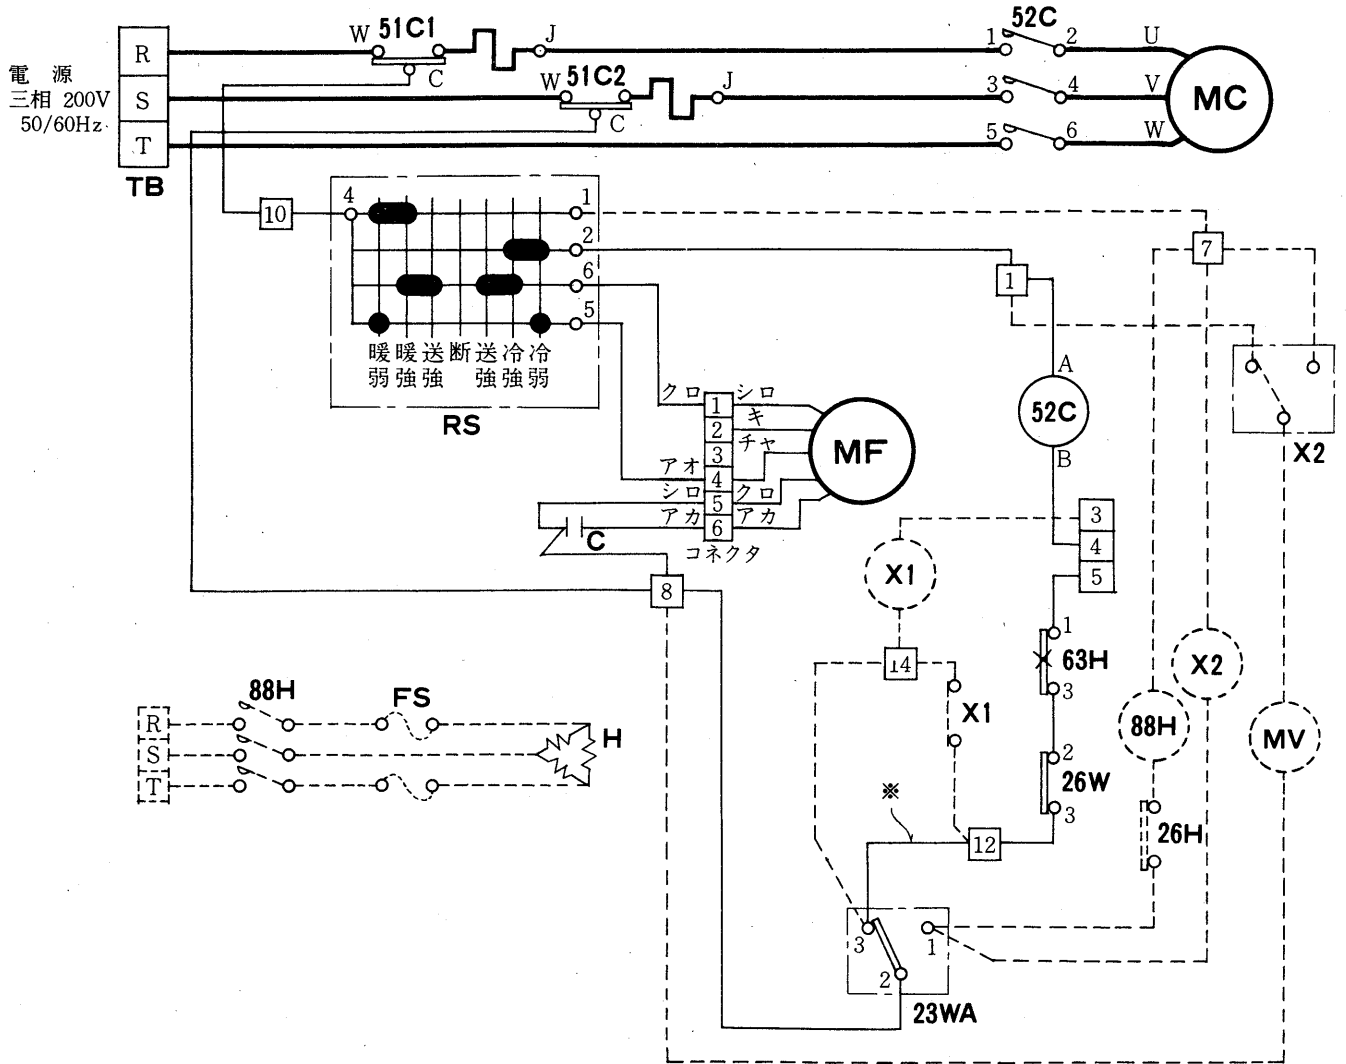 51C1
52C
W
J
1
2
U
R
電源
三相 200V
50/60Hz
C
W
51C2
J
3
4
V
MC
S
C
5
6
W
T
TB
4
1
10
2
7
6
1
5
暖弱
暖強
送強
断
送強
冷強
冷弱
RS
A
52C
B
X2
クロ
1
シロ
2
キ
3
チャ
アオ
4
シロ
5
クロ
アカ
6
アカ
MF
C
コネクタ
3
4
5
X1
8
1
63H
3
14
X2
X1
88H
MV
2
26W
3
26H
※
12
88H
FS
R
S
T
H
3
1
2
23WA